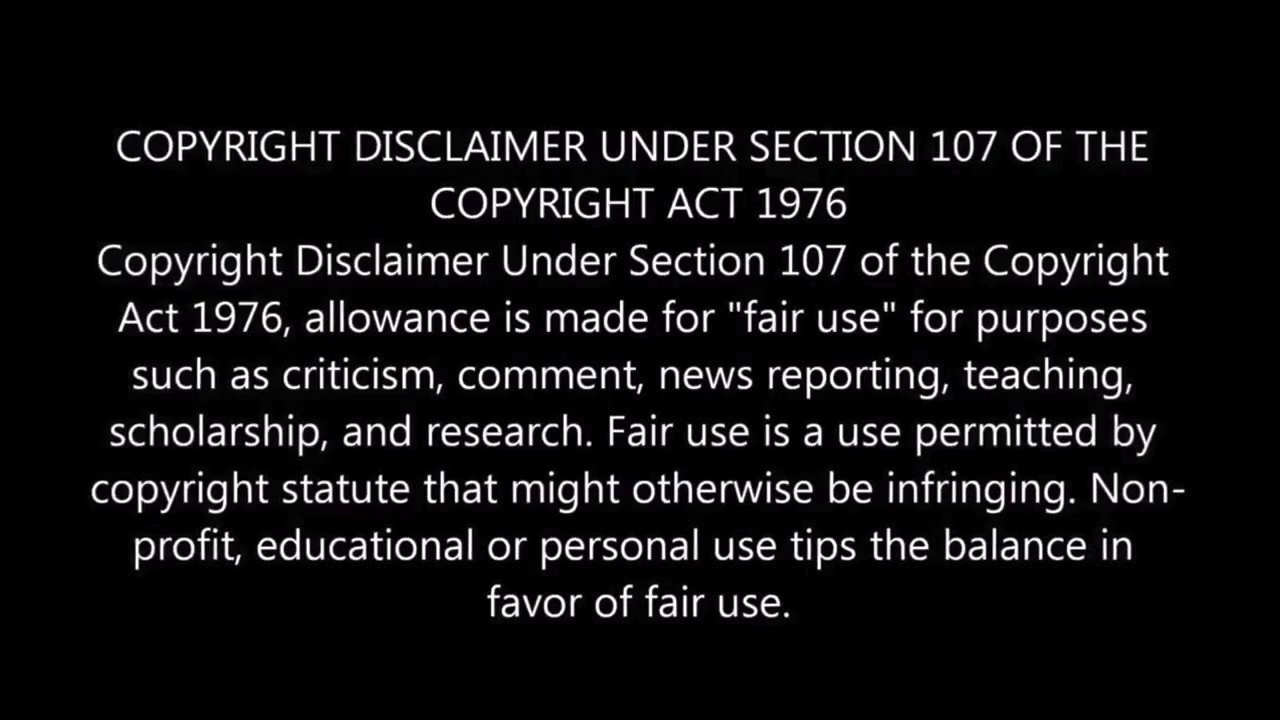 COPYRIGHT DISCLAIMER UNDER SECTION 107 OF THE
COPYRIGHT ACT 1976
Copyright Disclaimer Under Section 107 of the Copyright
Act 1976, allowance is made for "fair use" for purposes
such as criticism, comment, news reporting, teaching,
scholarship, and research. Fair use is a use permitted by
copyright statute that might otherwise be infringing. Non-
profit, educational or personal use tips the balance in
favor of fair use.